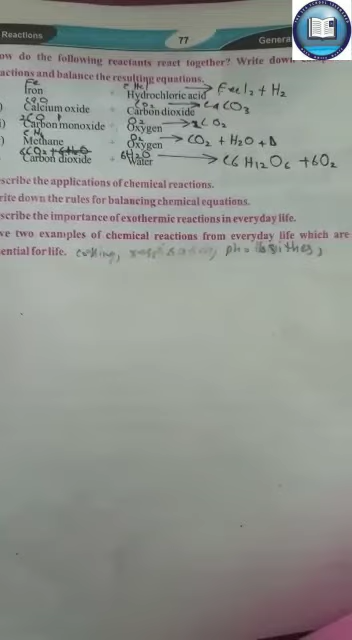 Reactions 77 General
ow do the following reactants react together? Write down
actions and balance the resulting equations.
Fe HCl → FeCl2 + H2
Iron + Hydrochloric acid
CaO CO2 → CaCO3
) Calcium oxide + Carbon dioxide
2CO O2 → 2CO2
i) Carbon monoxide + Oxygen
CH4 O2 → CO2 + H2O + Δ
) Methane + Oxygen
6CO2 + 6H2O 6H2O → C6H12O6 + 6O2
Carbon dioxide + Water
scribe the applications of chemical reactions.
rite down the rules for balancing chemical equations.
scribe the importance of exothermic reactions in everyday life.
ve two examples of chemical reactions from everyday life which are
ential for life.